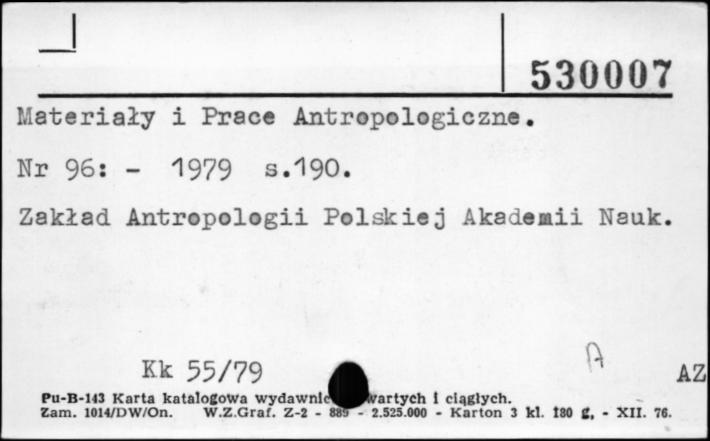 530007
Materiały i Prace Antropologiczne.
Nr 96: - 1979 s.190.
Zakład Antropologii Polskiej Akademii Nauk.
A
Kk 55/79
AZ
Pu-B-143 Karta katalogowa wydawnic wartych i ciągłych.
Zam. 1014/DW/On. W.Z.Graf. Z-2 - 889 - 2.525.000 - Karton 3 kl. 180 g, - XII. 76.